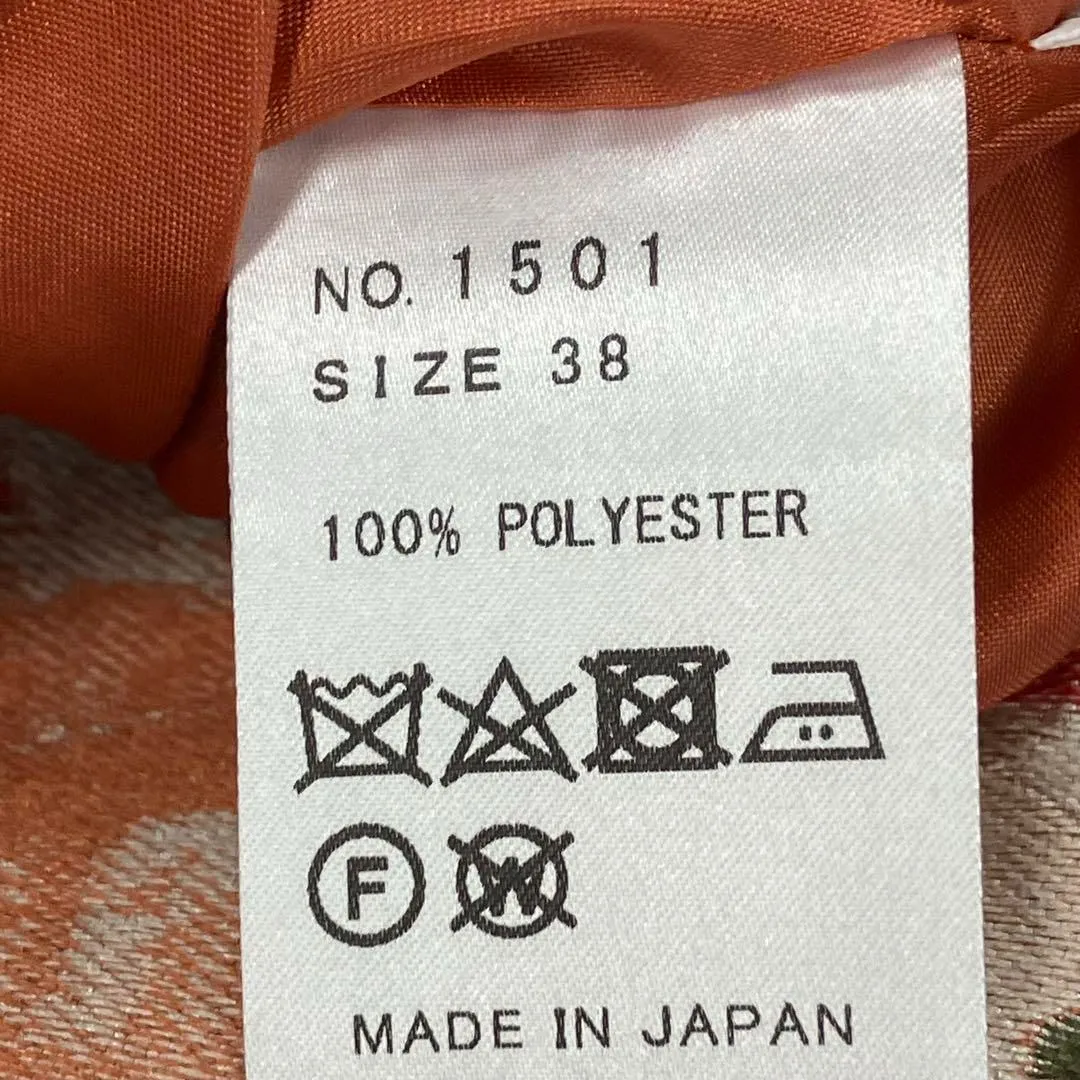 NO. 1501
SIZE 38
100% POLYESTER
F W
MADE IN JAPAN